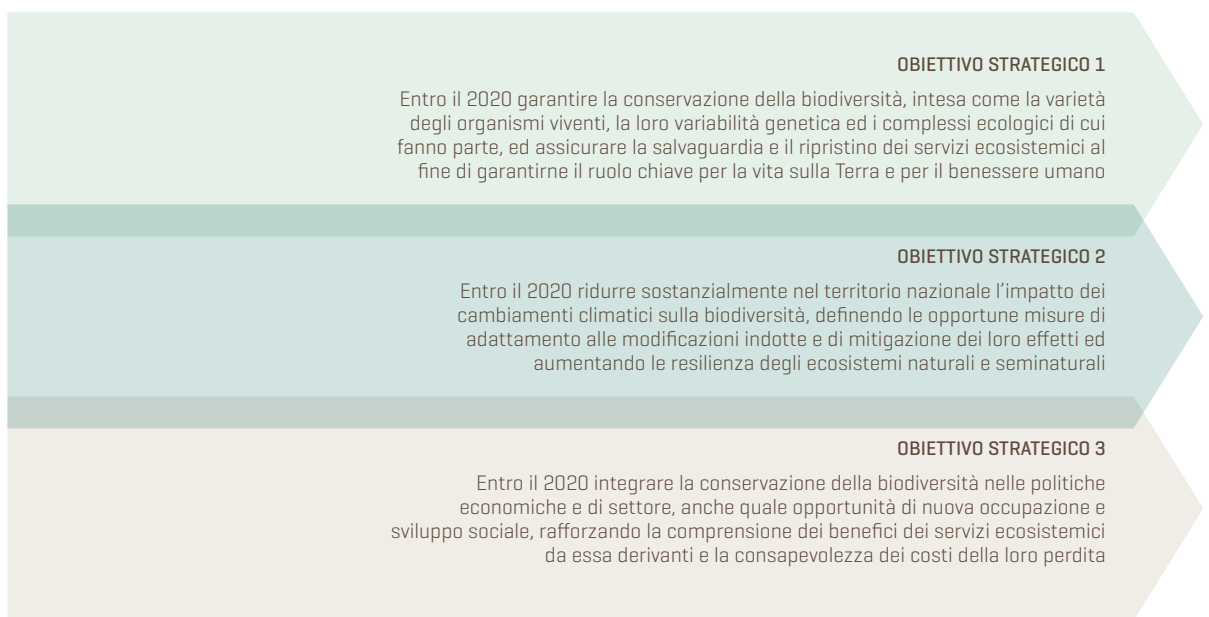 OBIETTIVO STRATEGICO 1
Entro il 2020 garantire la conservazione della biodiversità, intesa come la varietà
degli organismi viventi, la loro variabilità genetica ed i complessi ecologici di cui
fanno parte, ed assicurare la salvaguardia e il ripristino dei servizi ecosistemici al
fine di garantirne il ruolo chiave per la vita sulla Terra e per il benessere umano
OBIETTIVO STRATEGICO 2
Entro il 2020 ridurre sostanzialmente nel territorio nazionale l’impatto dei
cambiamenti climatici sulla biodiversità, definendo le opportune misure di
adattamento alle modificazioni indotte e di mitigazione dei loro effetti ed
aumentando le resilienza degli ecosistemi naturali e seminaturali
OBIETTIVO STRATEGICO 3
Entro il 2020 integrare la conservazione della biodiversità nelle politiche
economiche e di settore, anche quale opportunità di nuova occupazione e
sviluppo sociale, rafforzando la comprensione dei benefici dei servizi ecosistemici
da essa derivanti e la consapevolezza dei costi della loro perdita